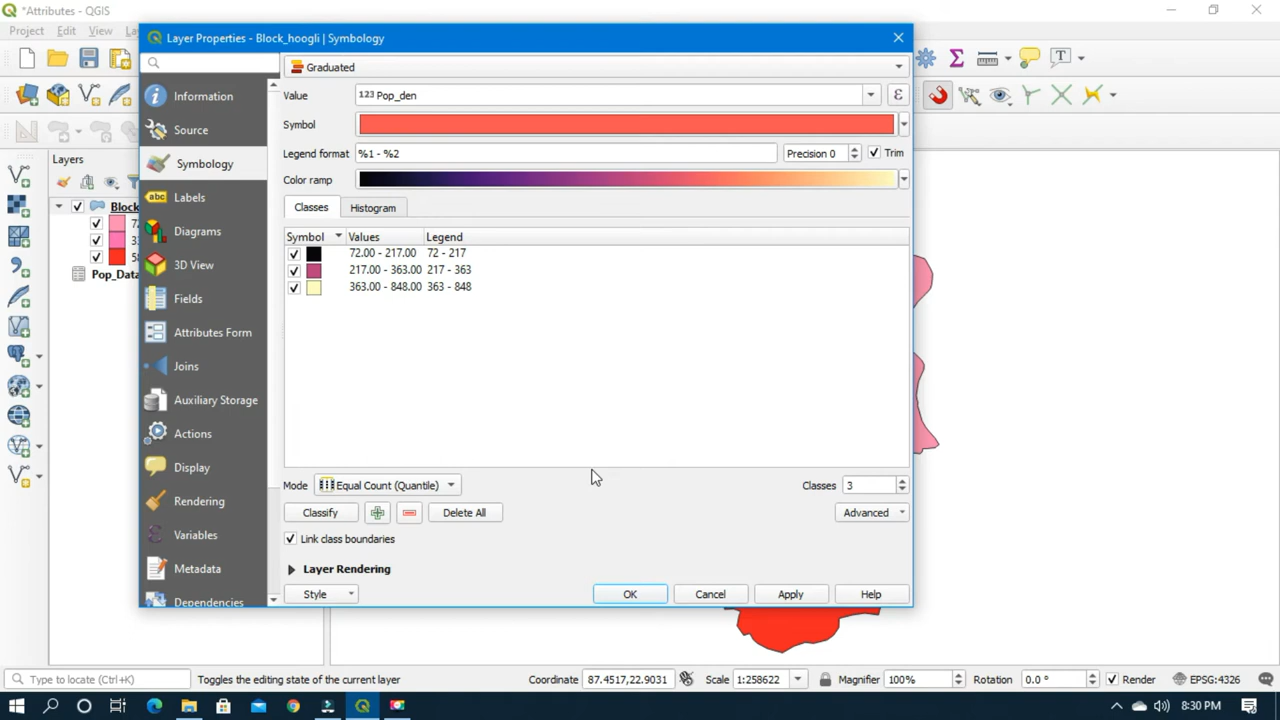 *Attributes - QGIS
Project Edit View
Layer Properties - Block_hoogli | Symbology
Graduated
Information
Value 123 Pop_den ε
Source
Symbol
Legend format %1 - %2 Precision 0 Trim
Symbology
Color ramp
Layers
Labels
Classes Histogram
Diagrams
Symbol Values Legend
72.00 - 217.00 72 - 217
217.00 - 363.00 217 - 363
363.00 - 848.00 363 - 848
3D View
Pop_Data
Fields
Attributes Form
Joins
Auxiliary Storage
Actions
Display
Mode Equal Count (Quantile) Classes 3
Rendering
Classify Delete All Advanced
Variables
Link class boundaries
Metadata
Layer Rendering
Dependencies
Style OK Cancel Apply Help
Type to locate (Ctrl+K) Toggles the editing state of the current layer Coordinate 87.4517,22.9031 Scale 1:258622 Magnifier 100% Rotation 0.0 ° Render EPSG:4326
8:30 PM